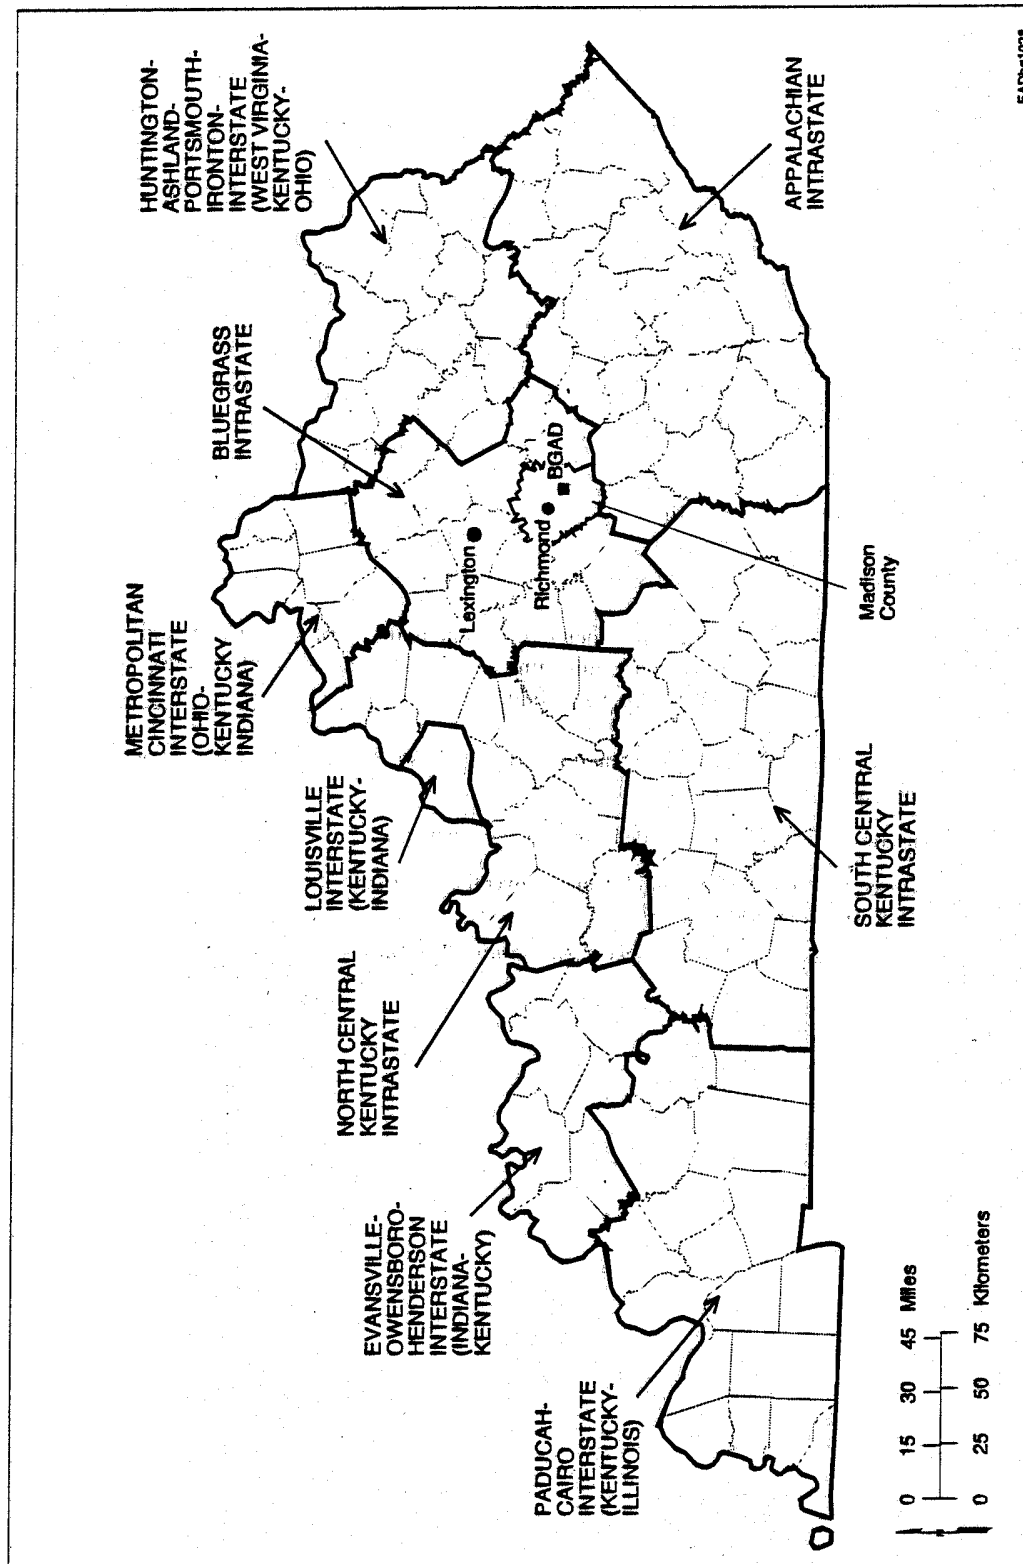 HUNTINGTON-
ASHLAND-
PORTSMOUTH-
IRONTON-
INTERSTATE
(WEST VIRGINIA-
KENTUCKY-
OHIO)
BLUEGRASS
INTRASTATE
METROPOLITAN
CINCINNATI
INTERSTATE
(OHIO-
KENTUCKY
INDIANA)
LOUISVILLE
INTERSTATE
(KENTUCKY-
INDIANA)
NORTH CENTRAL
KENTUCKY
INTRASTATE
EVANSVILLE-
OWENSBORO-
HENDERSON
INTERSTATE
(INDIANA-
KENTUCKY)
PADUCAH-
CAIRO
INTERSTATE
(KENTUCKY-
ILLINOIS)
Lexington
Richmond
BGAD
Madison
County
APPALACHIAN
INTRASTATE
SOUTH CENTRAL
KENTUCKY
INTRASTATE
0 15 30 45 Miles
0 25 50 75 Kilometers